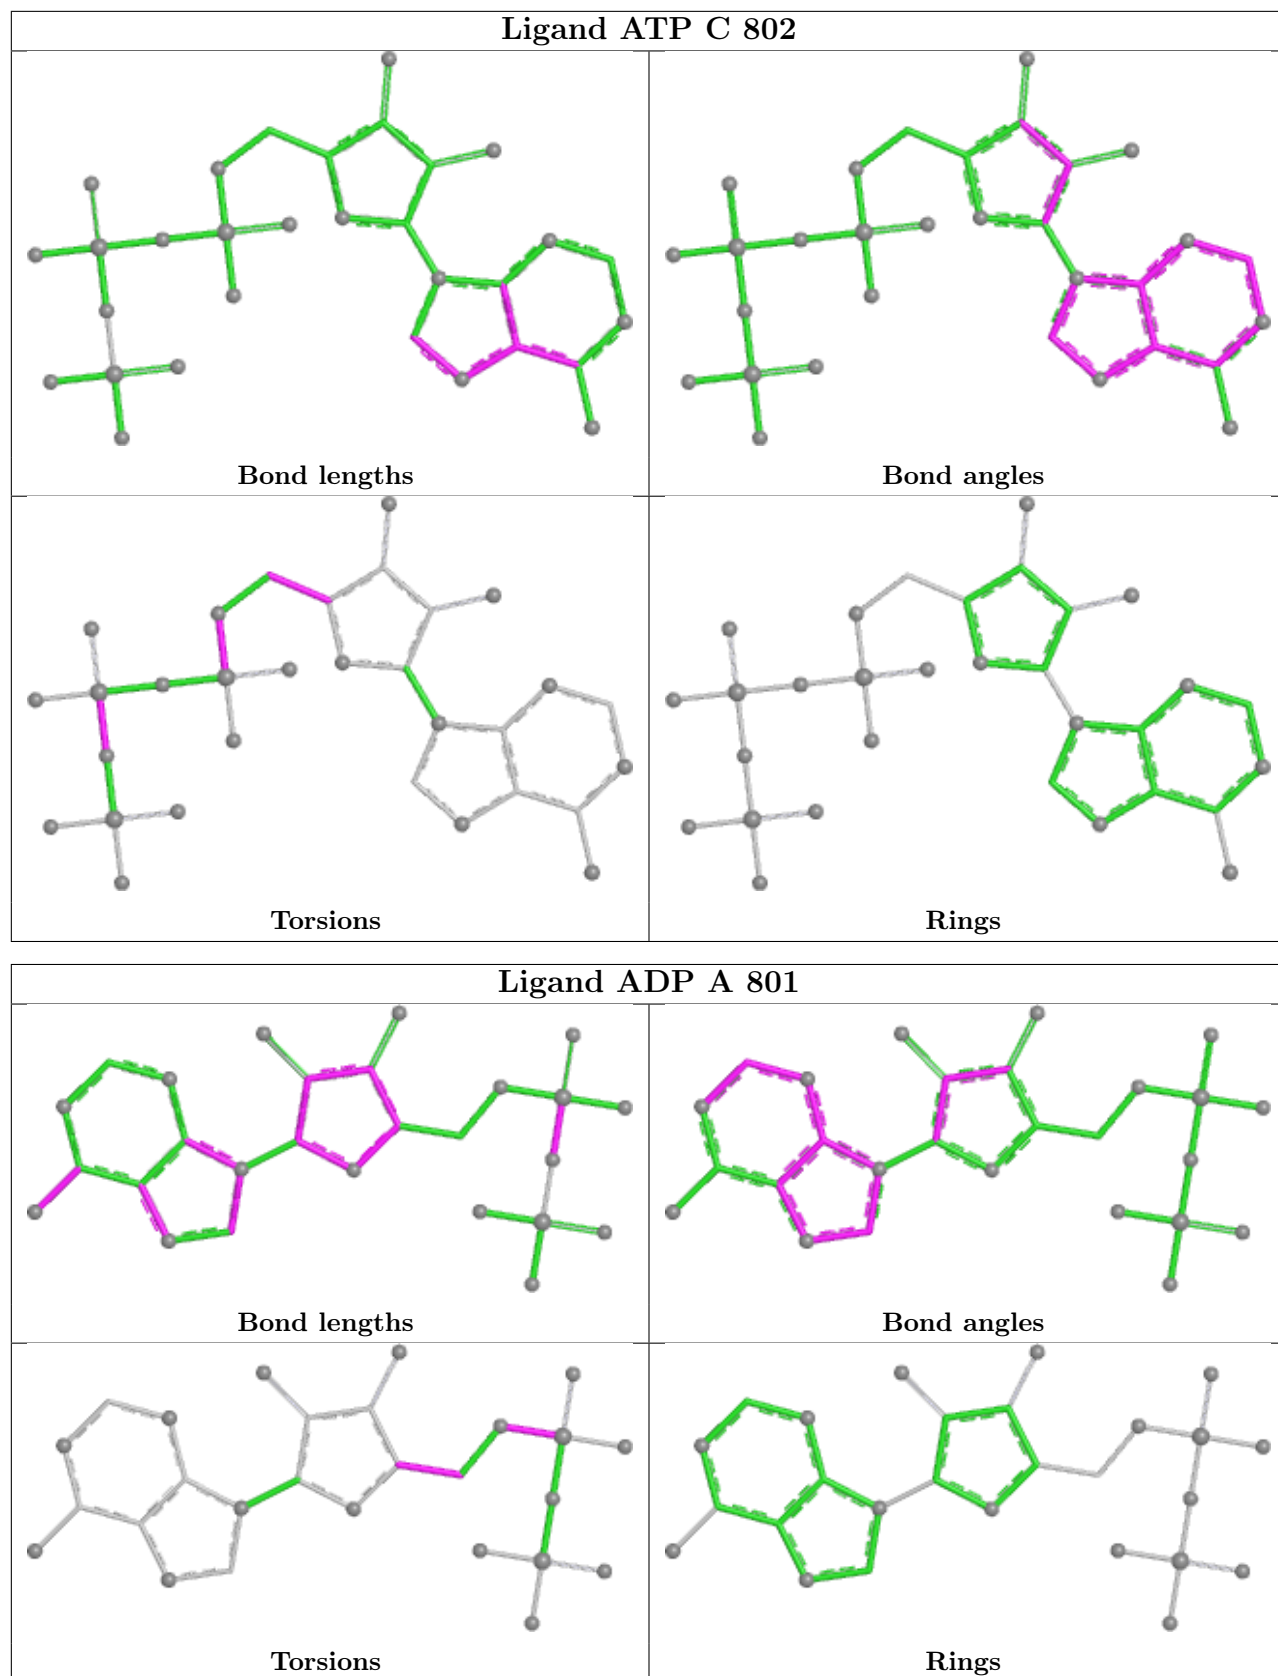 Ligand ATP C 802
Bond lengths
Bond angles
Torsions
Rings
Ligand ADP A 801
Bond lengths
Bond angles
Torsions
Rings